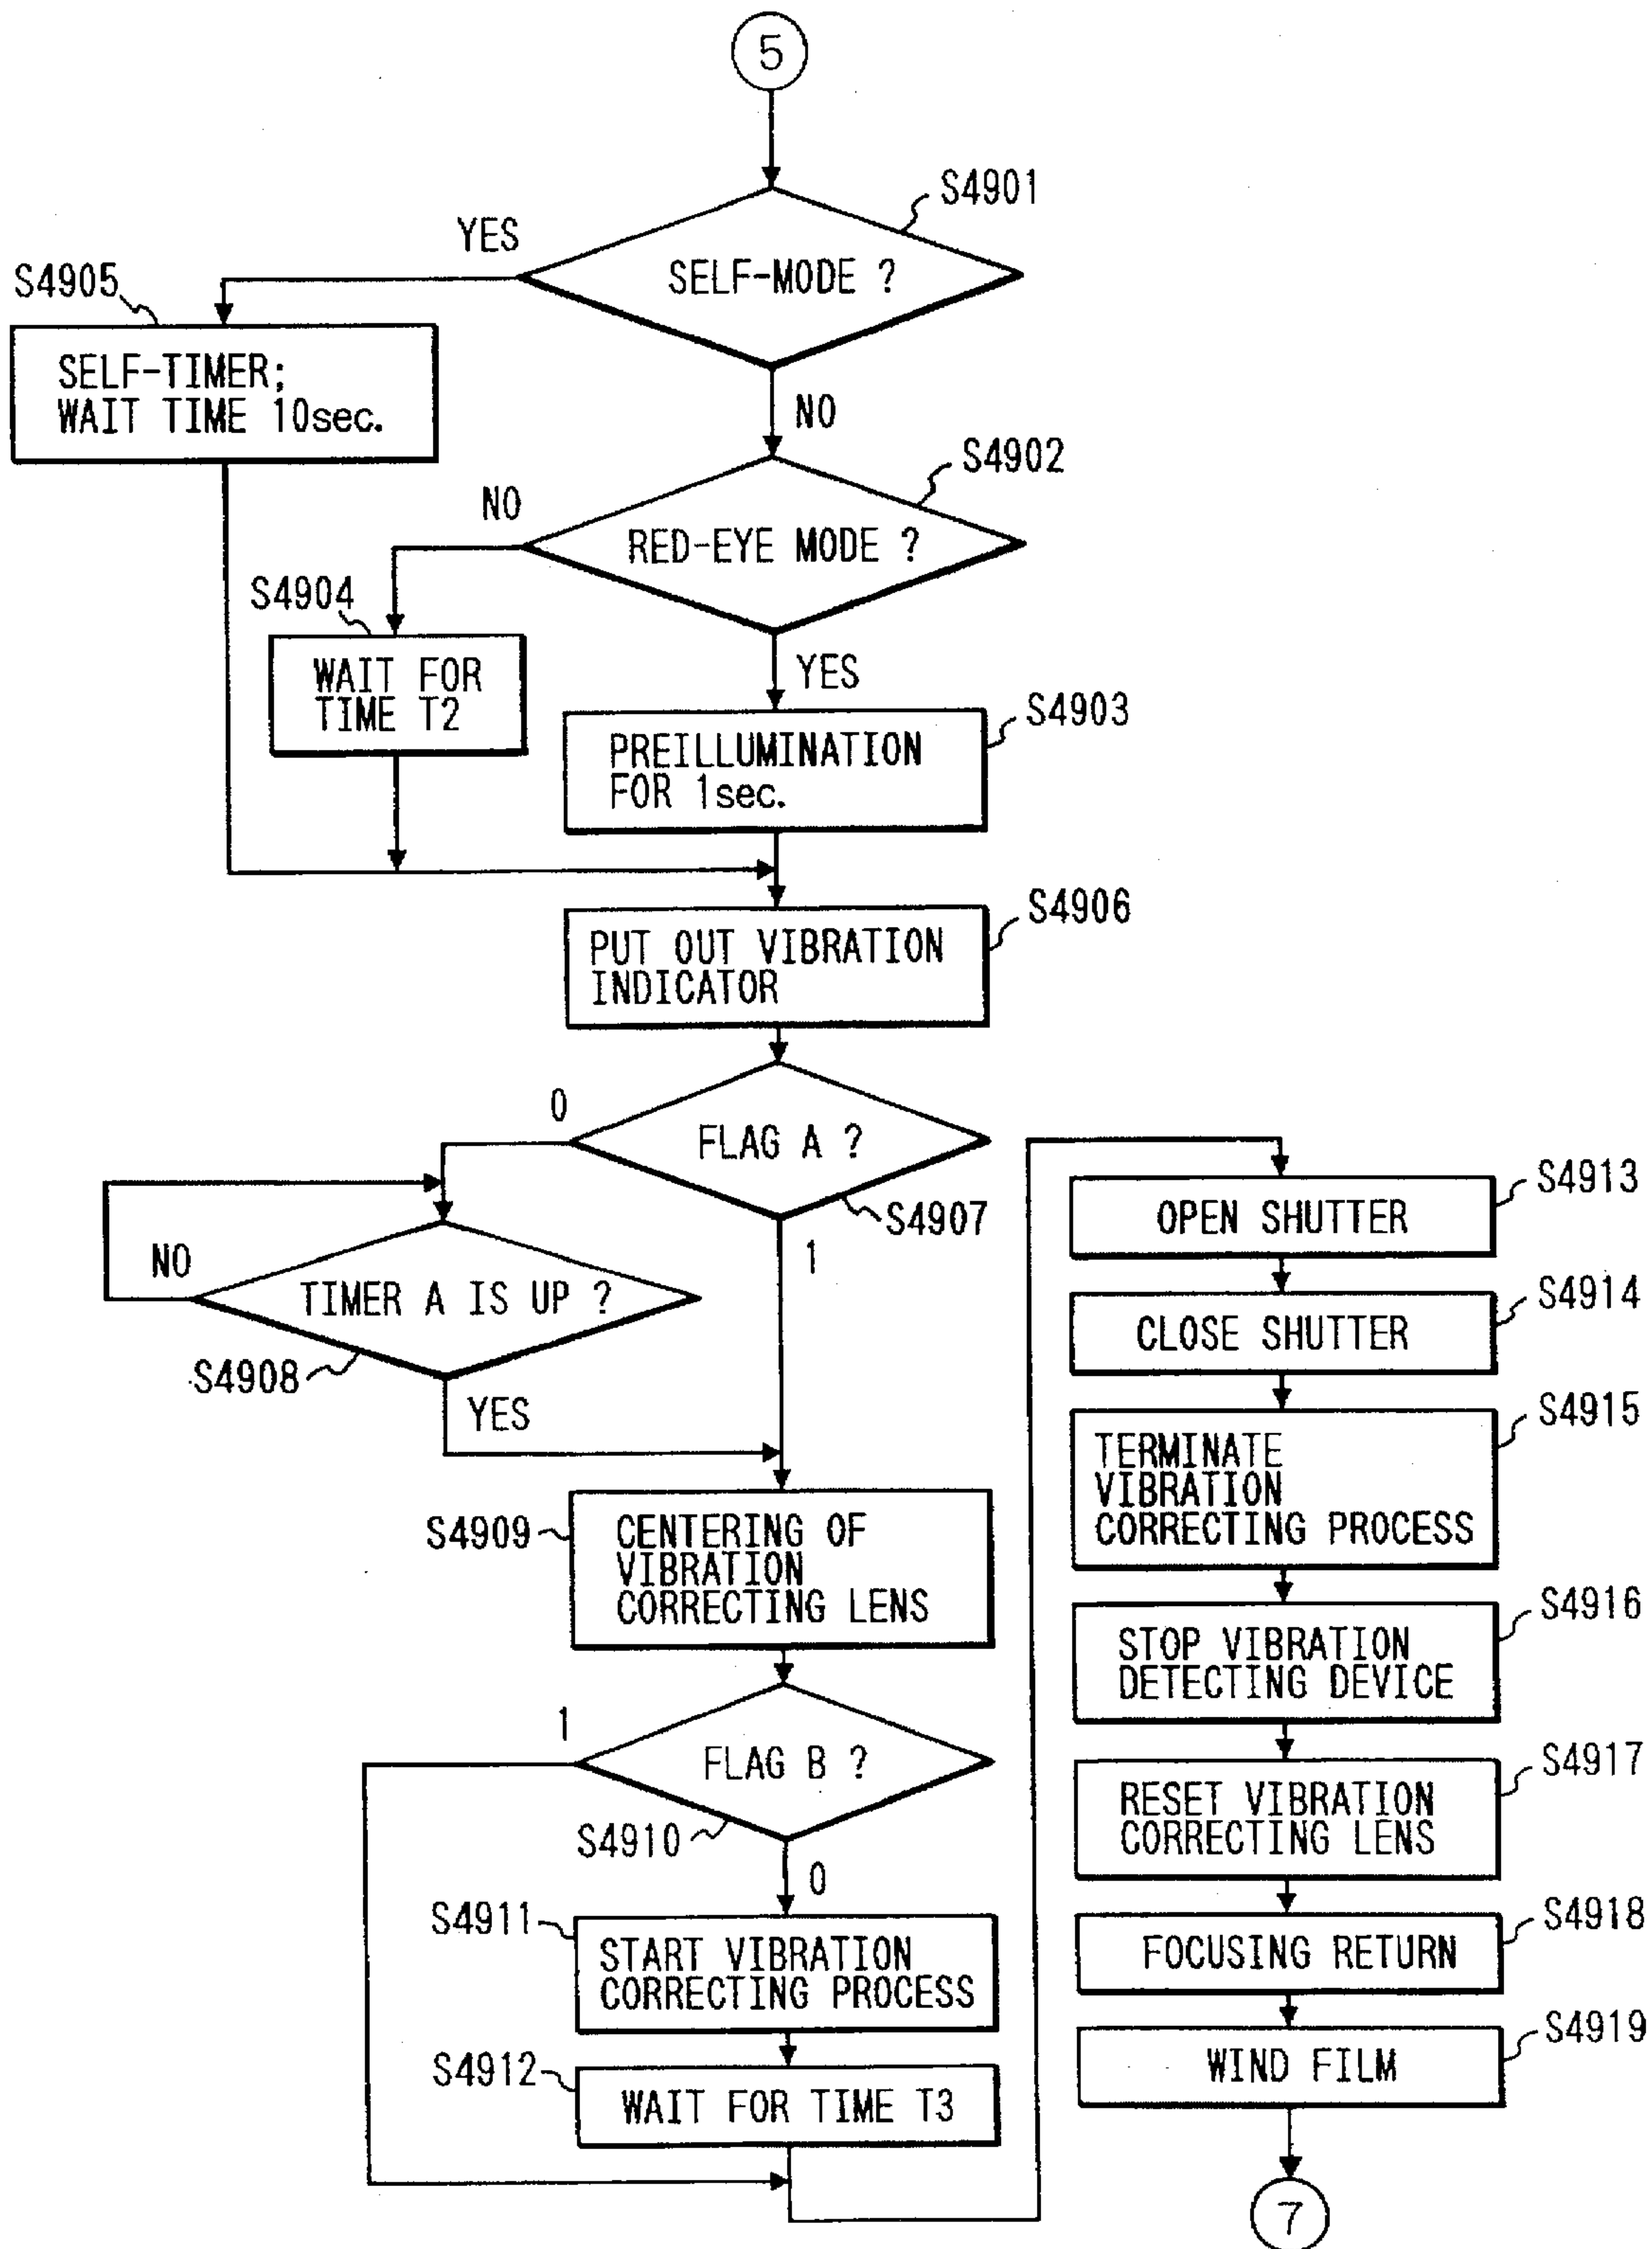 5
S4901
YES
SELF-MODE ?
S4905
SELF-TIMER;
WAIT TIME 10sec.
NO
S4902
NO
RED-EYE MODE ?
S4904
WAIT FOR
TIME T2
YES
S4903
PREILLUMINATION
FOR 1sec.
S4906
PUT OUT VIBRATION
INDICATOR
0
FLAG A ?
S4907
1
NO
TIMER A IS UP ?
S4908
YES
S4909
CENTERING OF
VIBRATION
CORRECTING LENS
1
FLAG B ?
S4910
0
S4911
START VIBRATION
CORRECTING PROCESS
S4912
WAIT FOR TIME T3
S4913
OPEN SHUTTER
S4914
CLOSE SHUTTER
S4915
TERMINATE
VIBRATION
CORRECTING PROCESS
S4916
STOP VIBRATION
DETECTING DEVICE
S4917
RESET VIBRATION
CORRECTING LENS
S4918
FOCUSING RETURN
S4919
WIND FILM
7